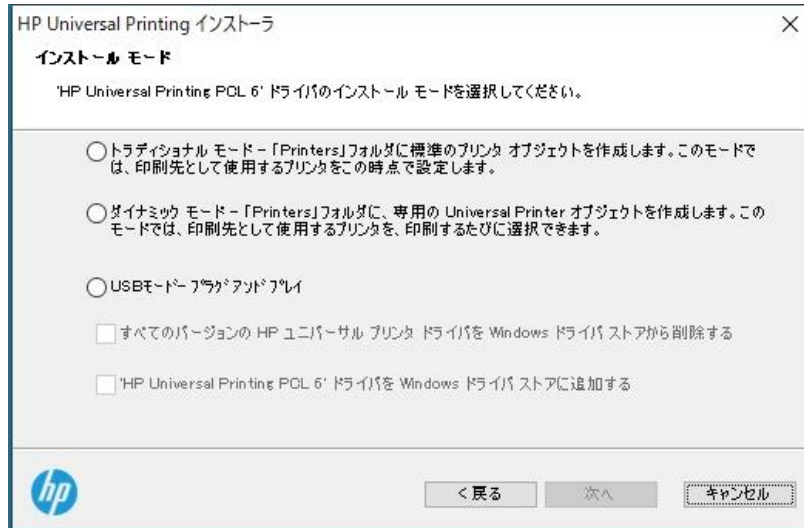 HP Universal Printing インストーラ
インストール モード
'HP Universal Printing PCL 6' ドライバのインストール モードを選択してください。
トラディショナル モード - 「Printers」フォルダに標準のプリンタ オブジェクトを作成します。このモードで
は、印刷先として使用するプリンタをこの時点で設定します。
ダイナミック モード - 「Printers」フォルダに、専用の Universal Printer オブジェクトを作成します。この
モードでは、印刷先として使用するプリンタを、印刷するたびに選択できます。
USBモード- プラグ アンド プレイ
すべてのバージョンの HP ユニバーサル プリンタ ドライバを Windows ドライバ ストアから削除する
'HP Universal Printing PCL 6' ドライバを Windows ドライバ ストアに追加する
hp
< 戻る
次へ
キャンセル